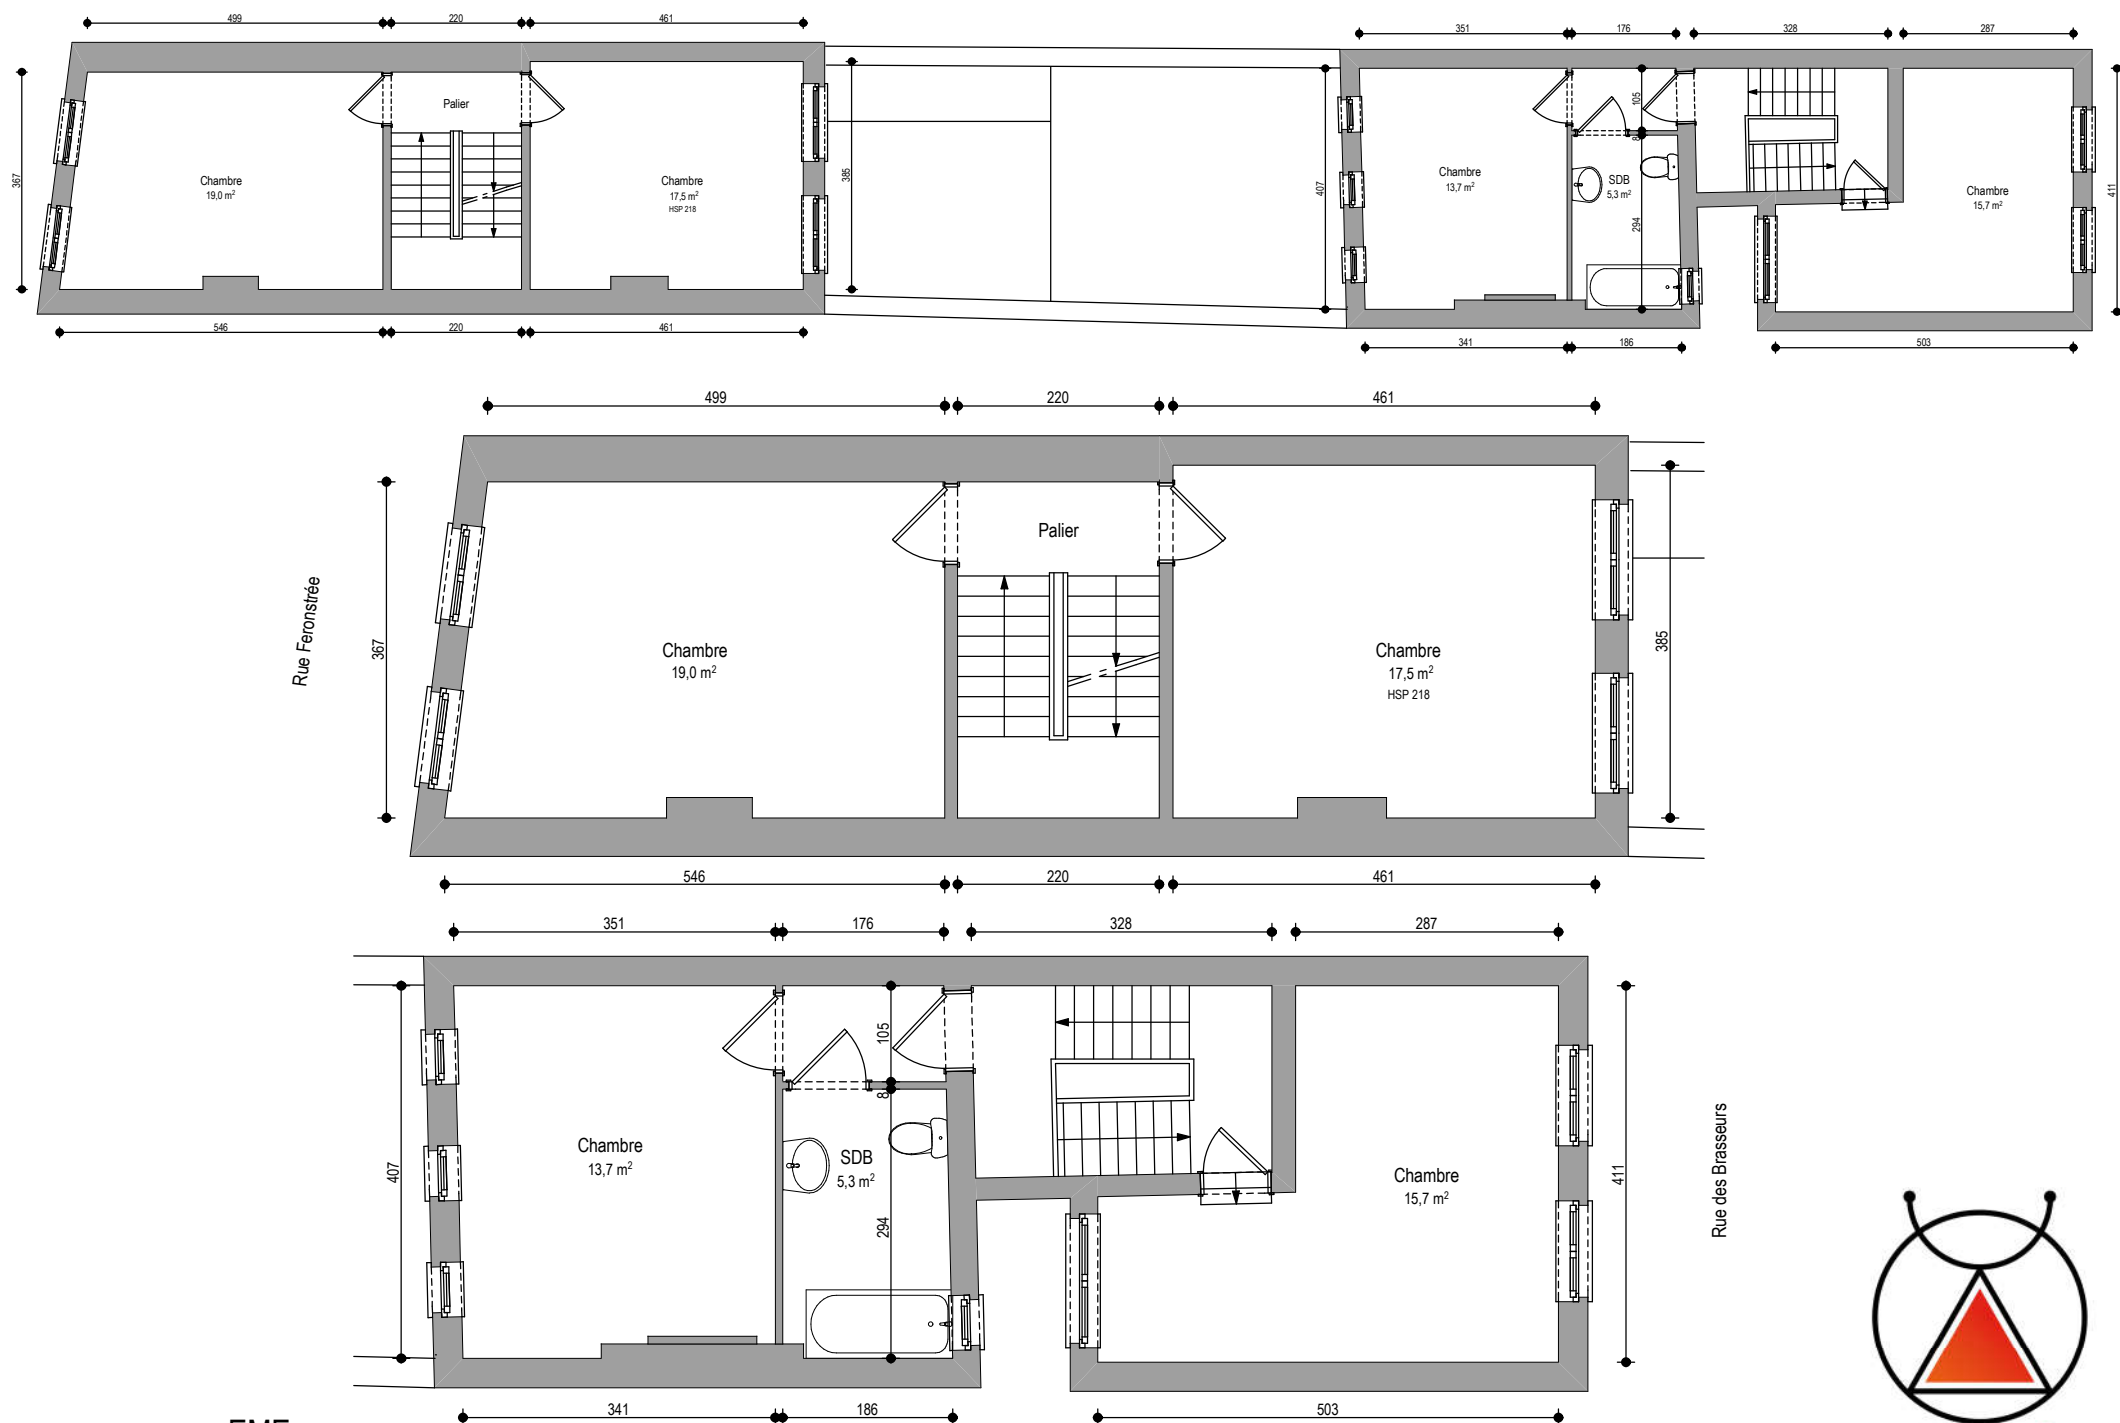 499
220
461
351
176
328
287
367
Palier
Chambre
19,0 m²
Chambre
17,5 m²
HSP 218
385
407
Chambre
13,7 m²
105
8
SDB
5,3 m²
294
Chambre
15,7 m²
411
546
220
461
341
186
503
499
220
461
Rue Feronstrée
367
Palier
Chambre
19,0 m²
Chambre
17,5 m²
HSP 218
385
546
220
461
351
176
328
287
407
Chambre
13,7 m²
105
8
SDB
5,3 m²
294
Chambre
15,7 m²
411
Rue des Brasseurs
341
186
503